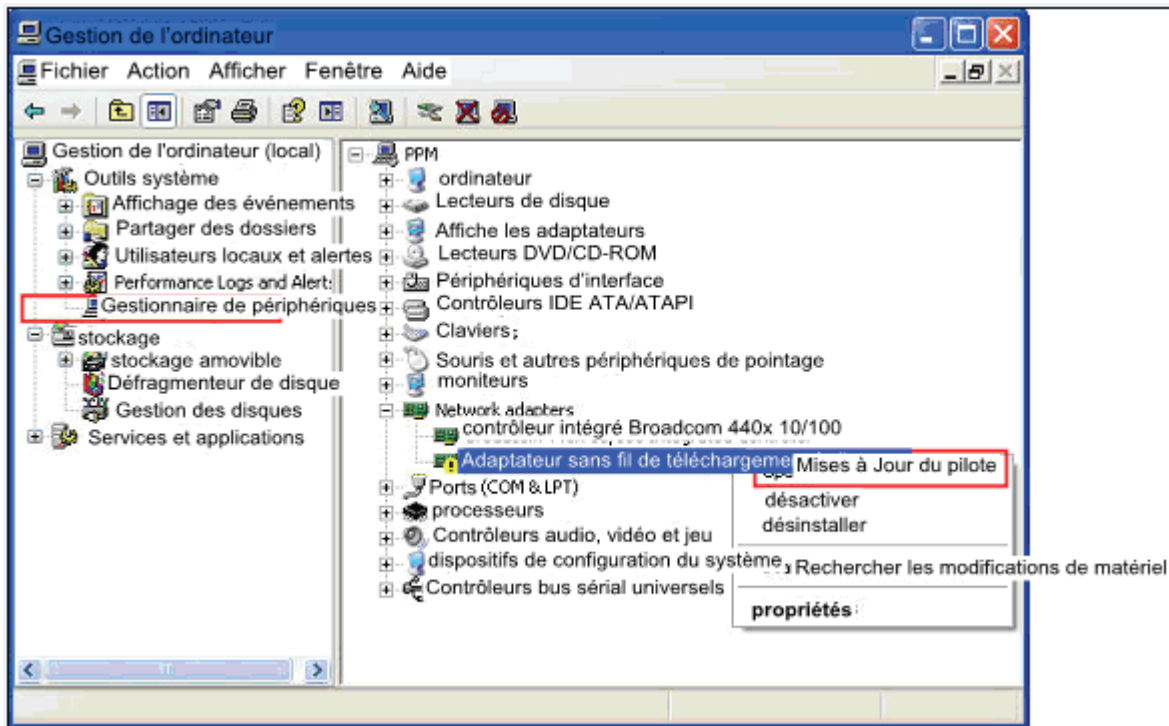 Gestion de l'ordinateur
Fichier Action Afficher Fenêtre Aide
Gestion de l'ordinateur (local)
Outils système
Affichage des événements
Partager des dossiers
Utilisateurs locaux et alertes
Performance Logs and Alert
Gestionnaire de périphériques
stockage
stockage amovible
Défragmenteur de disque
Gestion des disques
Services et applications
PPM
ordinateur
Lecteurs de disque
Affiche les adaptateurs
Lecteurs DVD/CD-ROM
Périphériques d'interface
Contrôleurs IDE ATA/ATAPI
Claviers;
Souris et autres périphériques de pointage
moniteurs
Network adapters
contrôleur intégré Broadcom 440x 10/100
Adaptateur sans fil de téléchargeme
Ports (COM & LPT)
processeurs
Contrôleurs audio, vidéo et jeu
dispositifs de configuration du système
Contrôleurs bus sérial universels
Mises à Jour du pilote
désactiver
désinstaller
Rechercher les modifications de matériel
propriétés